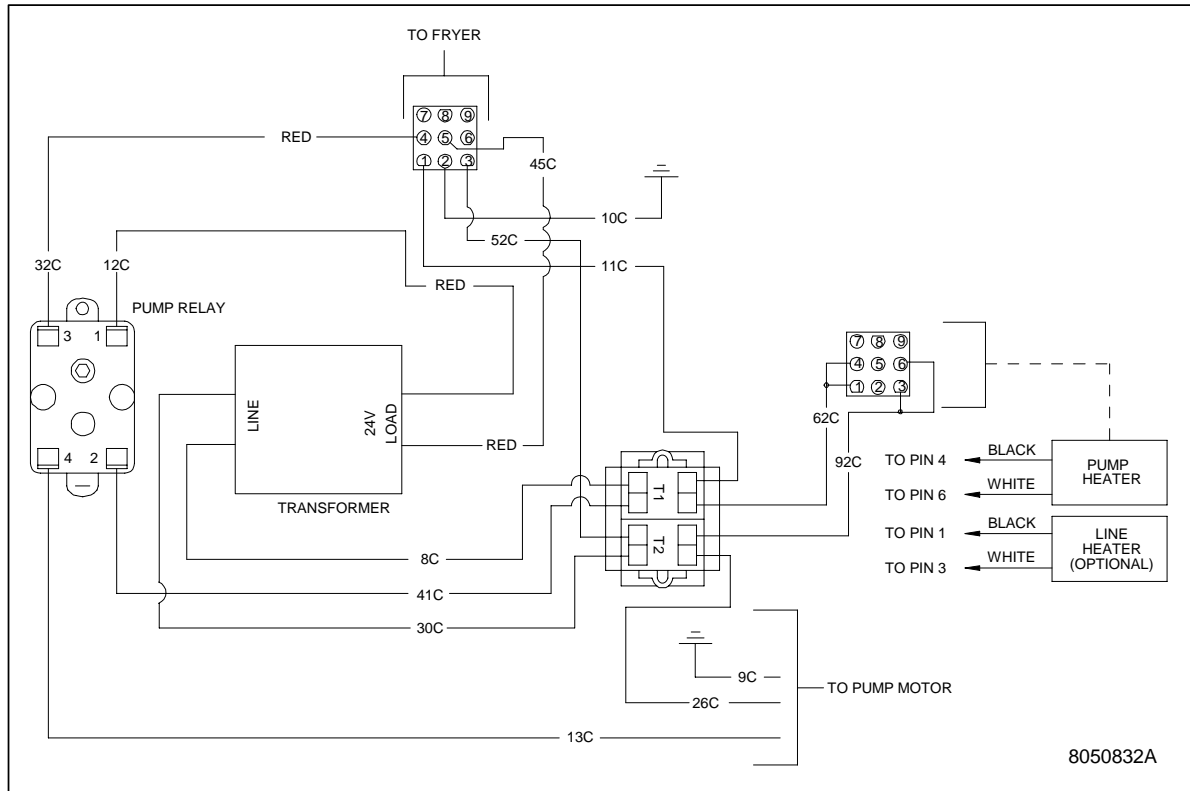 TO FRYER
7 8 9
4 5 6
1 2 3
RED
45C
10C
52C
11C
32C
12C
RED
PUMP RELAY
3 1
4 2
LINE
24V
LOAD
TRANSFORMER
RED
7 8 9
4 5 6
1 2 3
62C
92C
TO PIN 4
BLACK
TO PIN 6
WHITE
PUMP
HEATER
TO PIN 1
BLACK
TO PIN 3
WHITE
LINE
HEATER
(OPTIONAL)
T1
T2
8C
41C
30C
9C
26C
13C
TO PUMP MOTOR
8050832A